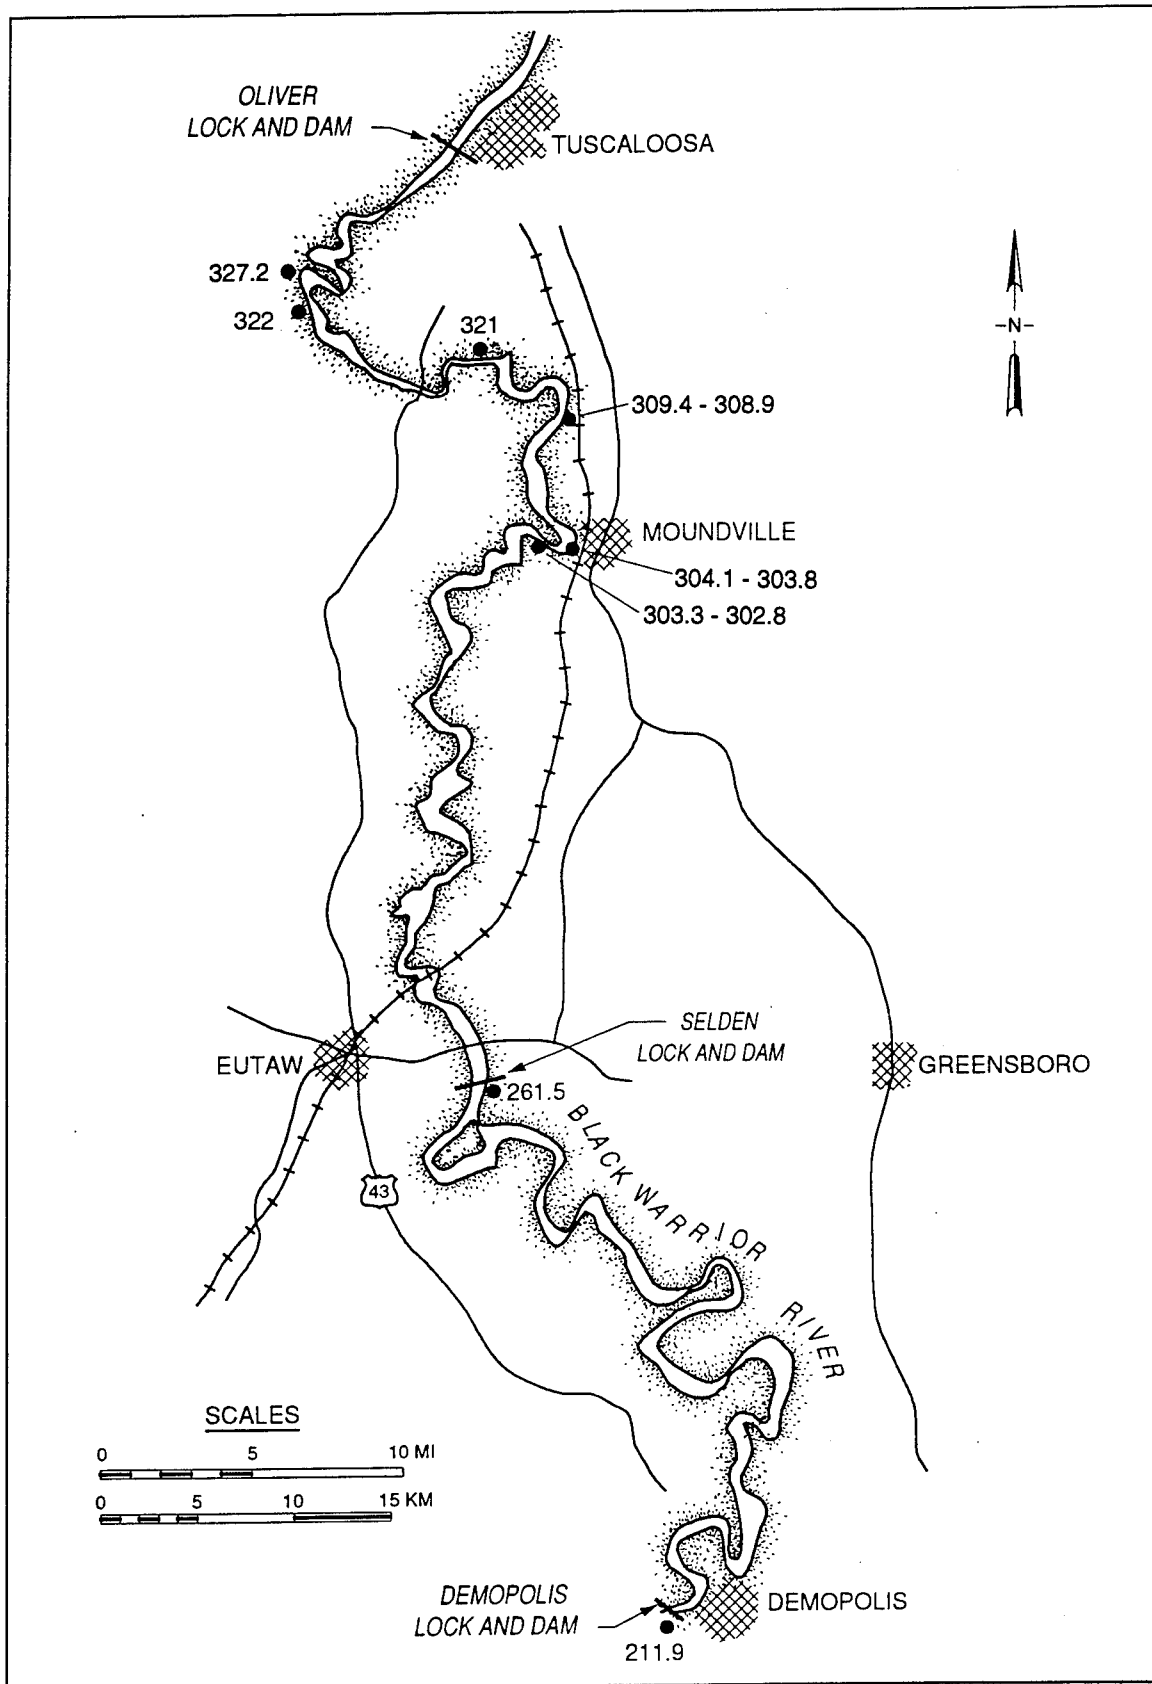 OLIVER
LOCK AND DAM
TUSCALOOSA
327.2
322
321
-N-
309.4 - 308.9
MOUNDVILLE
304.1 - 303.8
303.3 - 302.8
SELDEN
LOCK AND DAM
EUTAW
GREENSBORO
261.5
BLACK WARRIOR RIVER
43
SCALES
0 5 10 MI
0 5 10 15 KM
DEMOPOLIS
LOCK AND DAM
DEMOPOLIS
211.9